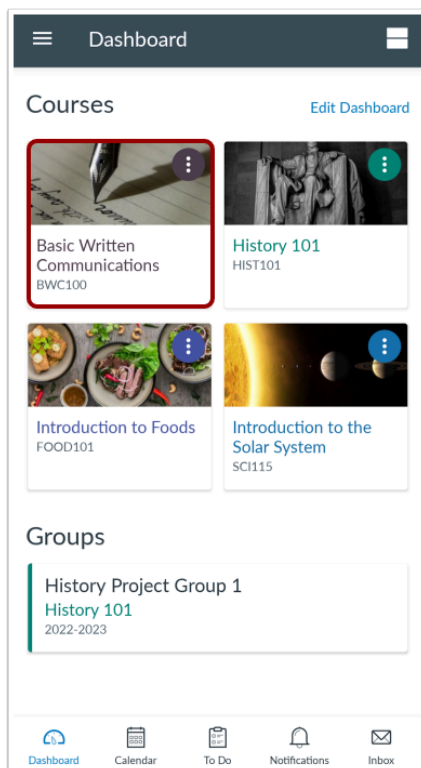 Dashboard
Courses
Edit Dashboard
Basic Written
Communications
BWC100
History 101
HIST101
Introduction to Foods
FOOD101
Introduction to the
Solar System
SCI115
Groups
History Project Group 1
History 101
2022-2023
Dashboard
Calendar
To Do
Notifications
Inbox